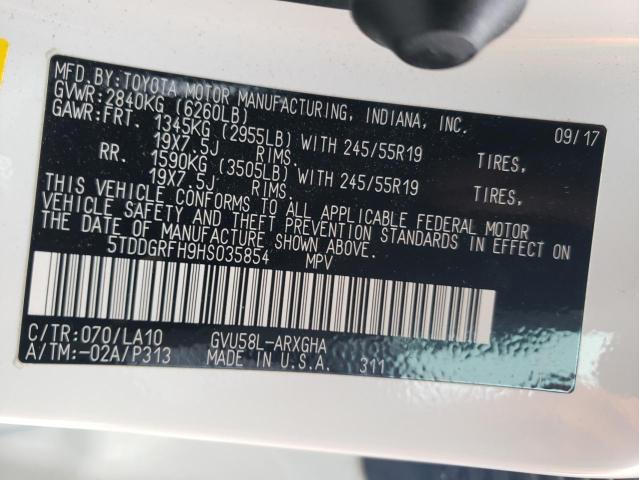 MFD.BY:TOYOTA MOTOR MANUFACTURING, INDIANA, INC. 09/17
GVWR:2840KG (6260LB)
GAWR:FRT. 1345KG (2955LB) WITH 245/55R19 TIRES,
19X7.5J RIMS.
RR. 1590KG (3505LB) WITH 245/55R19 TIRES,
19X7.5J RIMS.
THIS VEHICLE CONFORMS TO ALL APPLICABLE FEDERAL MOTOR
VEHICLE SAFETY AND THEFT PREVENTION STANDARDS IN EFFECT ON
THE DATE OF MANUFACTURE SHOWN ABOVE.
5TDDGRFH9HS035854 MPV
C/TR:070/LA10 GVU58L-ARXGHA
A/TM:-02A/P313 MADE IN U.S.A. 311